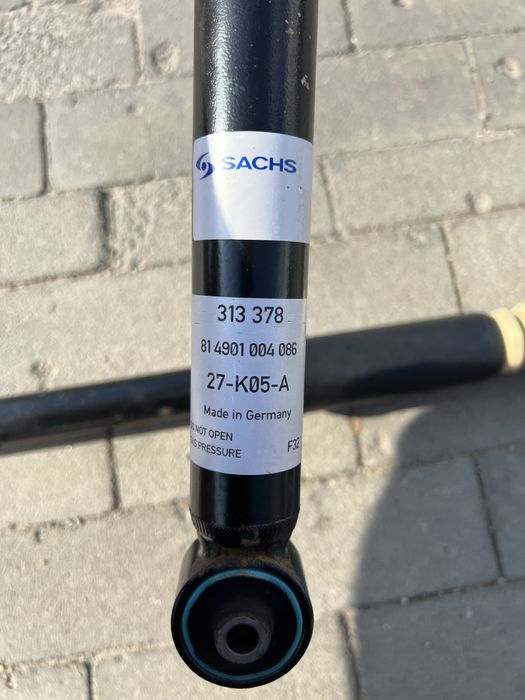 SACHS
313 378
81 4901 004 086
27-K05-A
Made in Germany
NOT OPEN
PRESSURE
F32